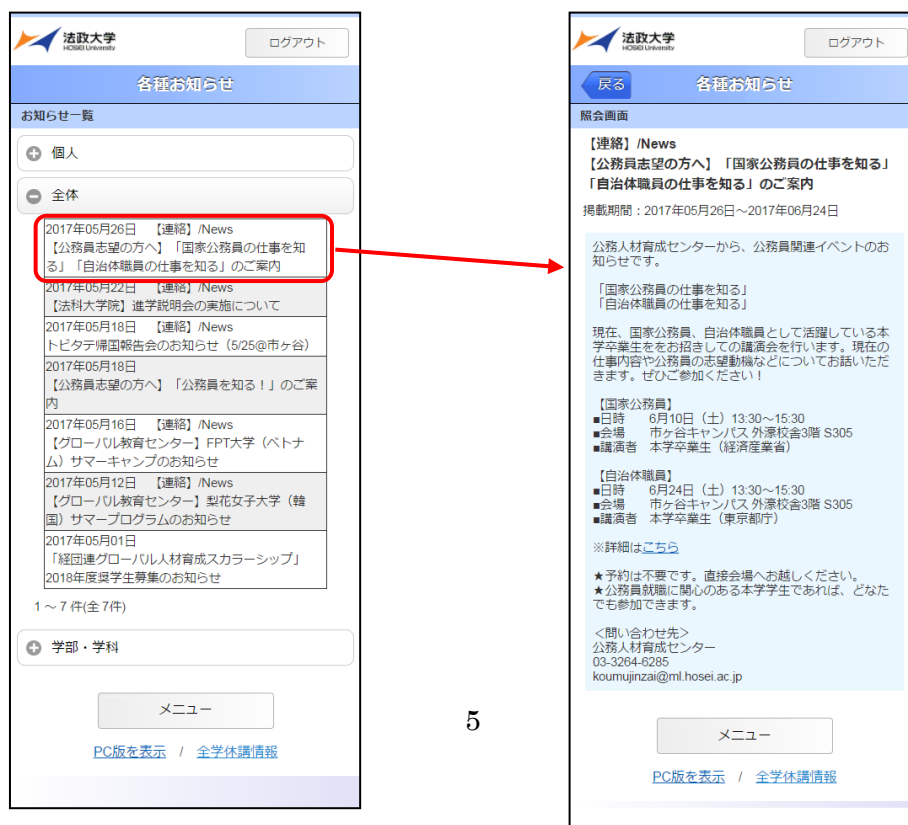 法政大学
HOSEI University
ログアウト
各種お知らせ
お知らせ一覧
個人
全体
2017年05月26日 【連絡】/News
【公務員志望の方へ】「国家公務員の仕事を知
る」「自治体職員の仕事を知る」のご案内
2017年05月22日 【連絡】/News
【法科大学院】進学説明会の実施について
2017年05月18日 【連絡】/News
トビタテ帰国報告会のお知らせ（5/25@市ヶ谷）
2017年05月18日
【公務員志望の方へ】「公務員を知る！」のご案
内
2017年05月16日 【連絡】/News
【グローバル教育センター】FPT大学（ベトナ
ム）サマーキャンプのお知らせ
2017年05月12日 【連絡】/News
【グローバル教育センター】梨花女子大学（韓
国）サマープログラムのお知らせ
2017年05月01日
「経団連グローバル人材育成スカラーシップ」
2018年度奨学生募集のお知らせ
1～7件(全7件)
学部・学科
メニュー
PC版を表示 / 全学休講情報
5
法政大学
HOSEI University
ログアウト
戻る
各種お知らせ
照会画面
【連絡】/News
【公務員志望の方へ】「国家公務員の仕事を知る」
「自治体職員の仕事を知る」のご案内
掲載期間：2017年05月26日～2017年06月24日
公務人材育成センターから、公務員関連イベントのお
知らせです。
「国家公務員の仕事を知る」
「自治体職員の仕事を知る」
現在、国家公務員、自治体職員として活躍している本
学卒業生ををお招きしての講演会を行います。現在の
仕事内容や公務員の志望動機などについてお話いただ
きます。ぜひご参加ください！
【国家公務員】
■日時 6月10日（土）13:30～15:30
■会場 市ヶ谷キャンパス 外濠校舎3階 S305
■講演者 本学卒業生（経済産業省）
【自治体職員】
■日時 6月24日（土）13:30～15:30
■会場 市ヶ谷キャンパス 外濠校舎3階 S305
■講演者 本学卒業生（東京都庁）
※詳細はこちら
★予約は不要です。直接会場へお越しください。
★公務員就職に関心のある本学学生であれば、どなた
でも参加できます。
＜問い合わせ先＞
公務人材育成センター
03-3264-6285
koumujinzai@ml.hosei.ac.jp
メニュー
PC版を表示 / 全学休講情報